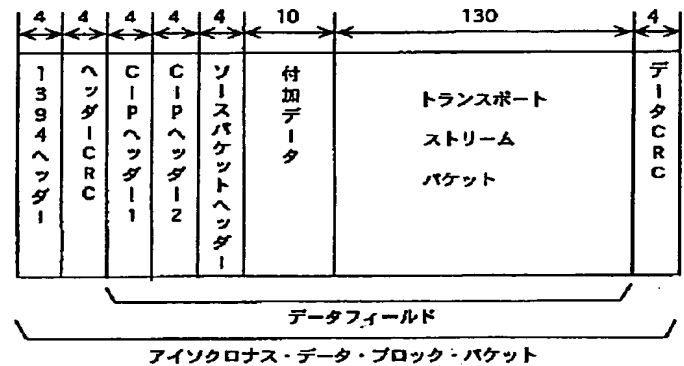 4 4 4 4 4 10 130 4
1394ヘッダー
ヘッダーCRC
CIPヘッダー1
CIPヘッダー2
ソースパケットヘッダー
付加データ
トランスポート
ストリーム
パケット
データCRC
データフィールド
アイソクロナス・データ・ブロック・パケット